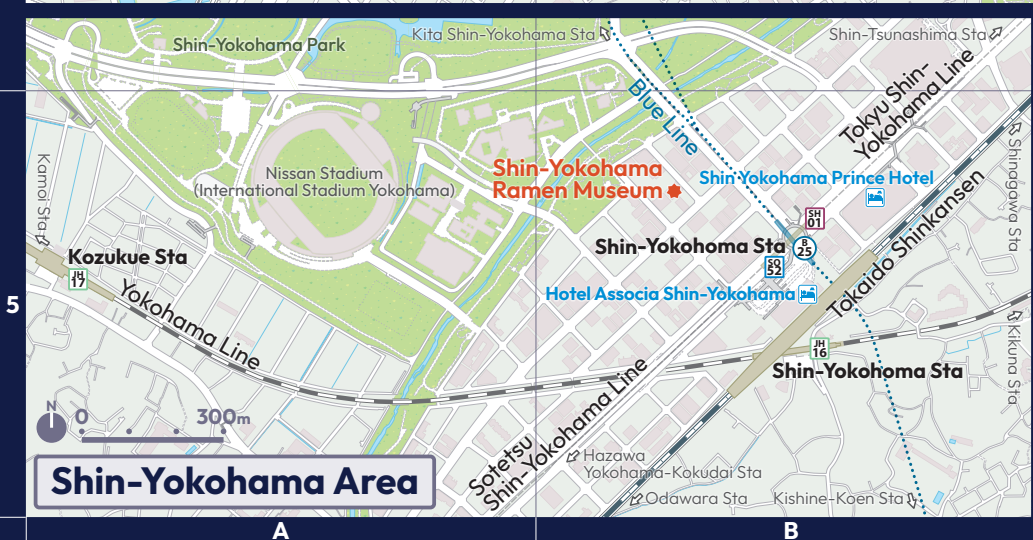 Shin-Yokohama Park
Kita Shin-Yokohama Sta
Shin-Tsunashima Sta
Blue Line
Tokyu Shin-
Yokohama Line
Nissan Stadium
(International Stadium Yokohama)
Shin-Yokohama
Ramen Museum
Shin Yokohama Prince Hotel
Shinagawa Sta
Kamoi Sta
SH
01
Kozukue Sta
JH
17
Shin-Yokohoma Sta
B
25
SO
52
Hotel Associa Shin-Yokohama
Takaido Shinkansen
5
Yokohama Line
JH
16
Shin-Yokohoma Sta
Kikuna Sta
N
0
300m
Shin-Yokohama Area
Sotetsu
Shin-Yokohama Line
Hazawa
Yokohama-Kokudai Sta
Odawara Sta
Kishine-Koen Sta
A
B